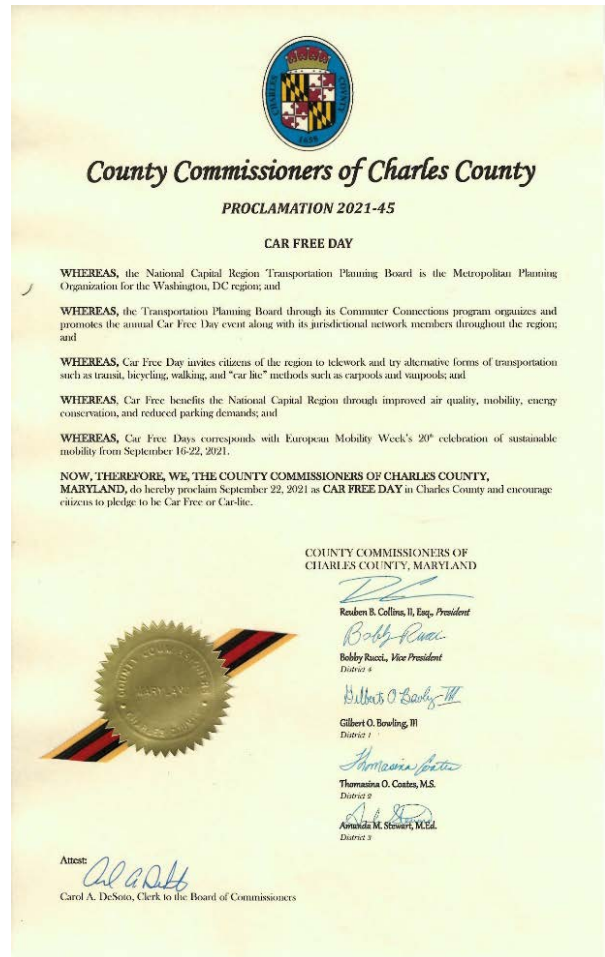 CHARLES COUNTY
1658
County Commissioners of Charles County
PROCLAMATION 2021-45
CAR FREE DAY
WHEREAS, the National Capital Region Transportation Planning Board is the Metropolitan Planning
Organization for the Washington, DC region; and
WHEREAS, the Transportation Planning Board through its Commuter Connections program organizes and
promotes the annual Car Free Day event along with its jurisdictional network members throughout the region;
and
WHEREAS, Car Free Day invites citizens of the region to telework and try alternative forms of transportation
such as transit, bicycling, walking, and "car lite" methods such as carpools and vanpools; and
WHEREAS, Car Free benefits the National Capital Region through improved air quality, mobility, energy
conservation, and reduced parking demands; and
WHEREAS, Car Free Days corresponds with European Mobility Week's 20th celebration of sustainable
mobility from September 16-22, 2021.
NOW, THEREFORE, WE, THE COUNTY COMMISSIONERS OF CHARLES COUNTY,
MARYLAND, do hereby proclaim September 22, 2021 as CAR FREE DAY in Charles County and encourage
citizens to pledge to be Car Free or Car-lite.
COUNTY COMMISSIONERS OF
CHARLES COUNTY, MARYLAND
Reuben B. Collins, II, Esq., President
Bobby Rucci
Bobby Rucci., Vice President
District 4
Gilbert O Bowling III
Gilbert O. Bowling, III
District 1
Thomasina Coates
Thomasina O. Coates, M.S.
District 2
Amanda M. Stewart, M.Ed.
District 3
COUNTY COMMISSIONERS
MARYLAND
CHARLES COUNTY
Attest:
Carol A DeSoto
Carol A. DeSoto, Clerk to the Board of Commissioners